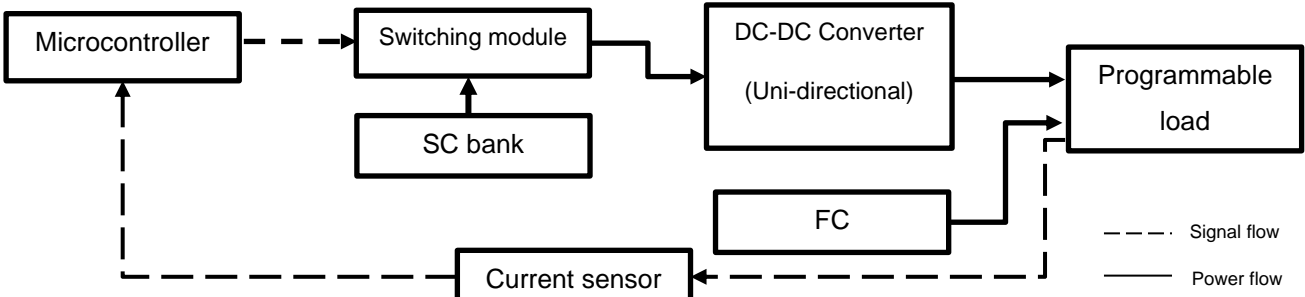 Microcontroller
Switching module
DC-DC Converter
(Uni-directional)
Programmable
load
SC bank
FC
Current sensor
Signal flow
Power flow